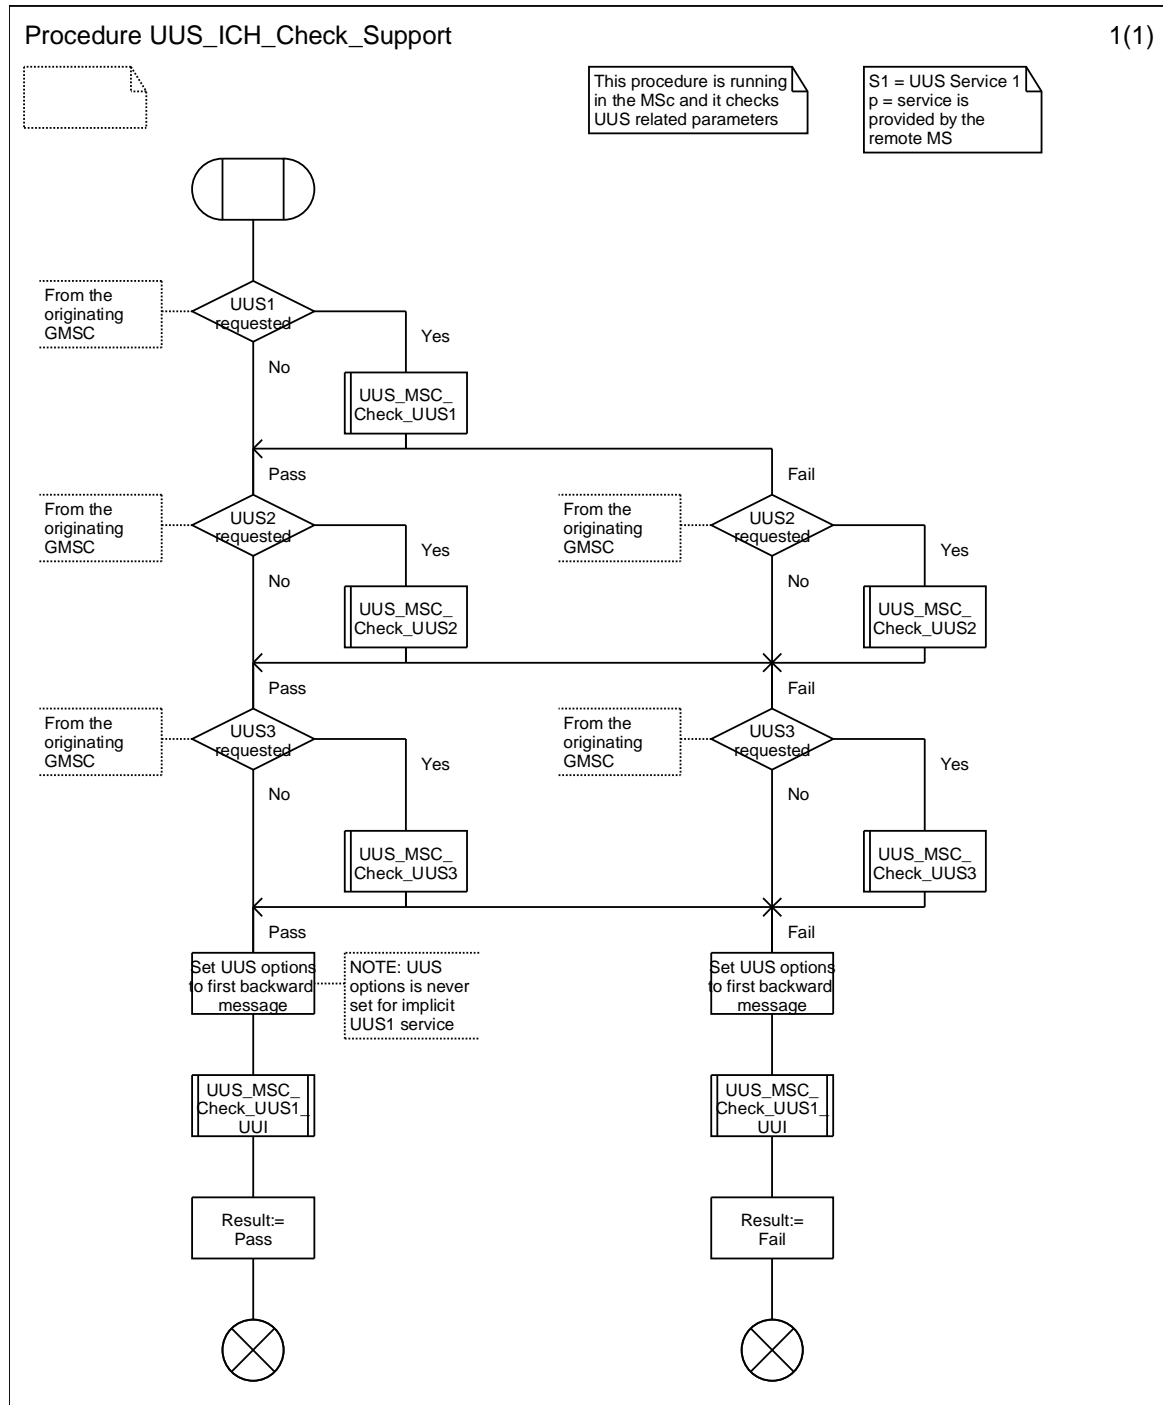 Procedure UUS_ICH_Check_Support
1(1)
This procedure is running
in the MSc and it checks
UUS related parameters
S1 = UUS Service 1
p = service is
provided by the
remote MS
From the
originating
GMSC
UUS1
requested
Yes
No
UUS_MSC_
Check_UUS1
Pass
Fail
From the
originating
GMSC
UUS2
requested
Yes
No
UUS_MSC_
Check_UUS2
From the
originating
GMSC
UUS2
requested
Yes
No
UUS_MSC_
Check_UUS2
Pass
Fail
From the
originating
GMSC
UUS3
requested
Yes
No
UUS_MSC_
Check_UUS3
From the
originating
GMSC
UUS3
requested
Yes
No
UUS_MSC_
Check_UUS3
Pass
Fail
Set UUS options
to first backward
message
NOTE: UUS
options is never
set for implicit
UUS1 service
Set UUS options
to first backward
message
UUS_MSC_
Check_UUS1_
UUI
UUS_MSC_
Check_UUS1_
UUI
Result:=
Pass
Result:=
Fail